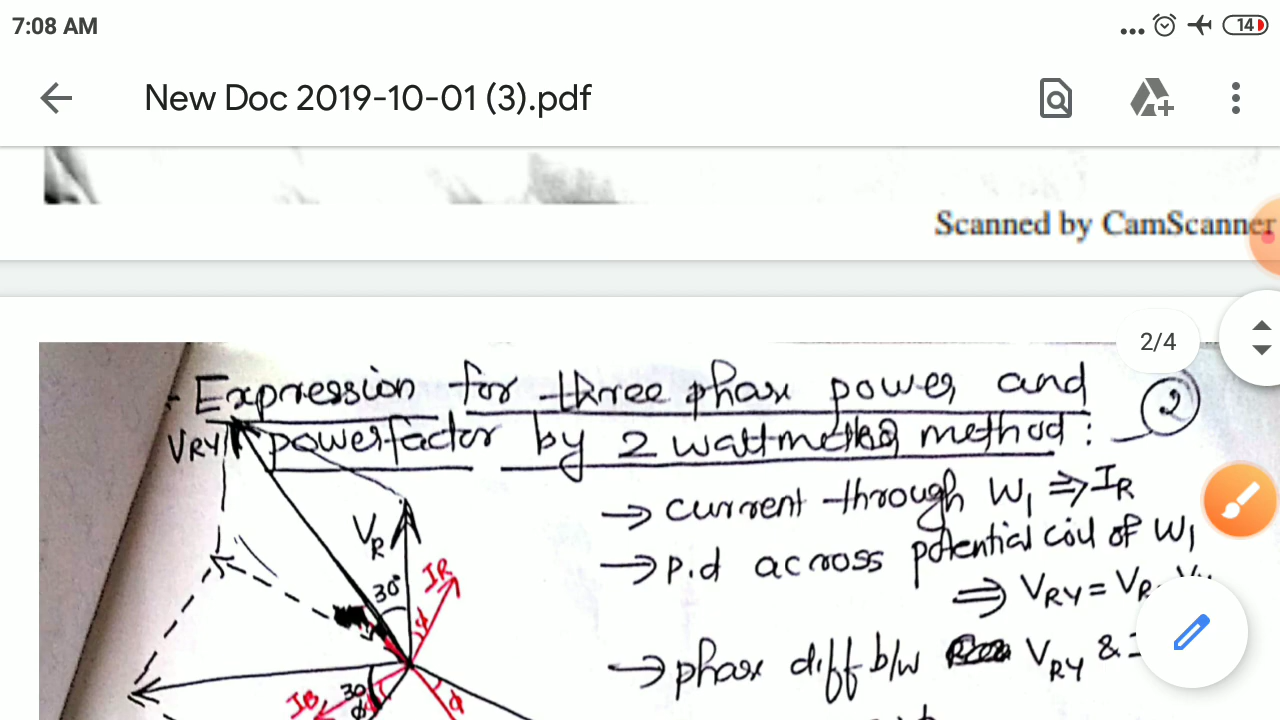 7:08 AM
14
New Doc 2019-10-01 (3).pdf
Scanned by CamScanner
2/4
Expression for three phase power and
powerfactor by 2 wattmeter method :
2
VRY
→ current through W1 ⇒ IR
→ p.d across potential coil of W1
⇒ VRY = VR
→ phase diff b/w VRY &
VR
30°
IR
ϕ
30
IB
ϕ
ϕ